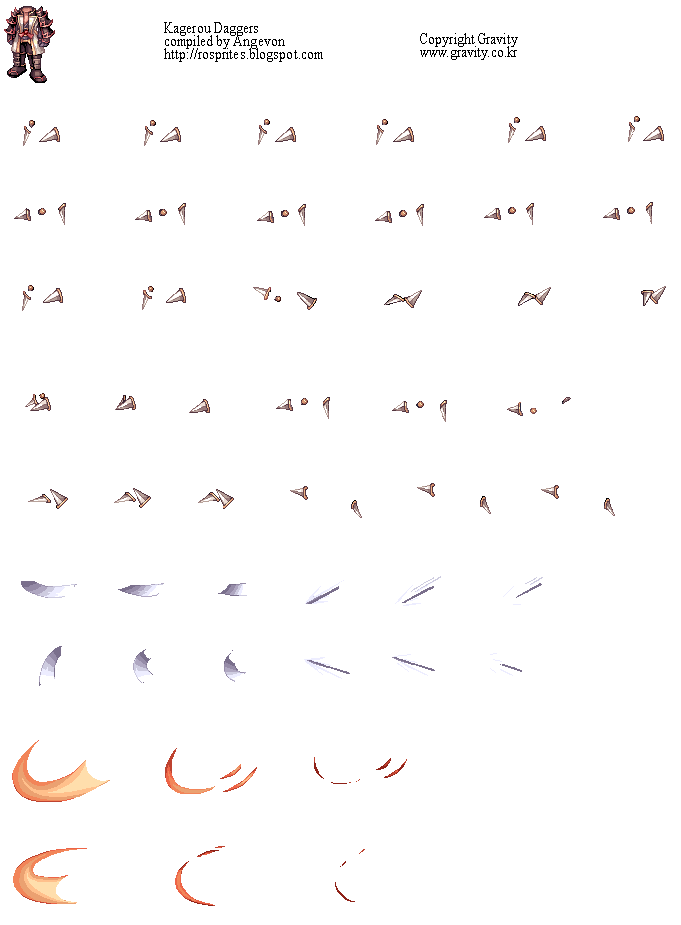 Kagerou Daggers
compiled by Angevon
http://rosprites.blogspot.com
Copyright Gravity
www.gravity.co.kr